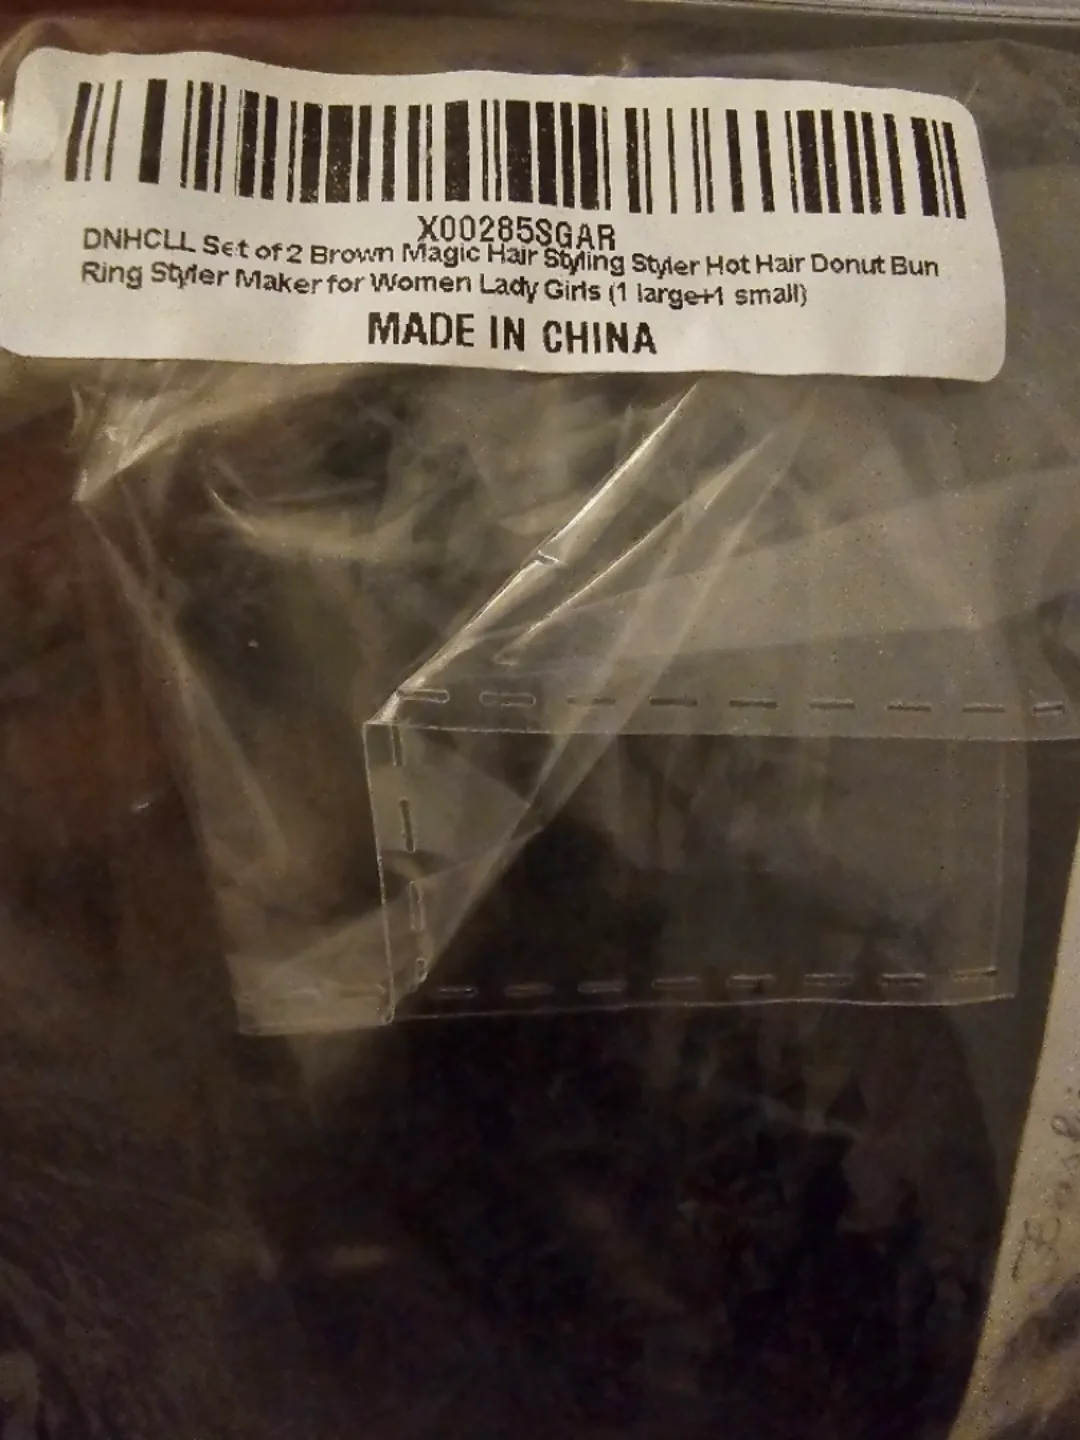 X00285SGAR
DNHCLL Set of 2 Brown Magic Hair Styling Styler Hot Hair Donut Bun
Ring Styler Maker for Women Lady Girls (1 large+1 small)
MADE IN CHINA